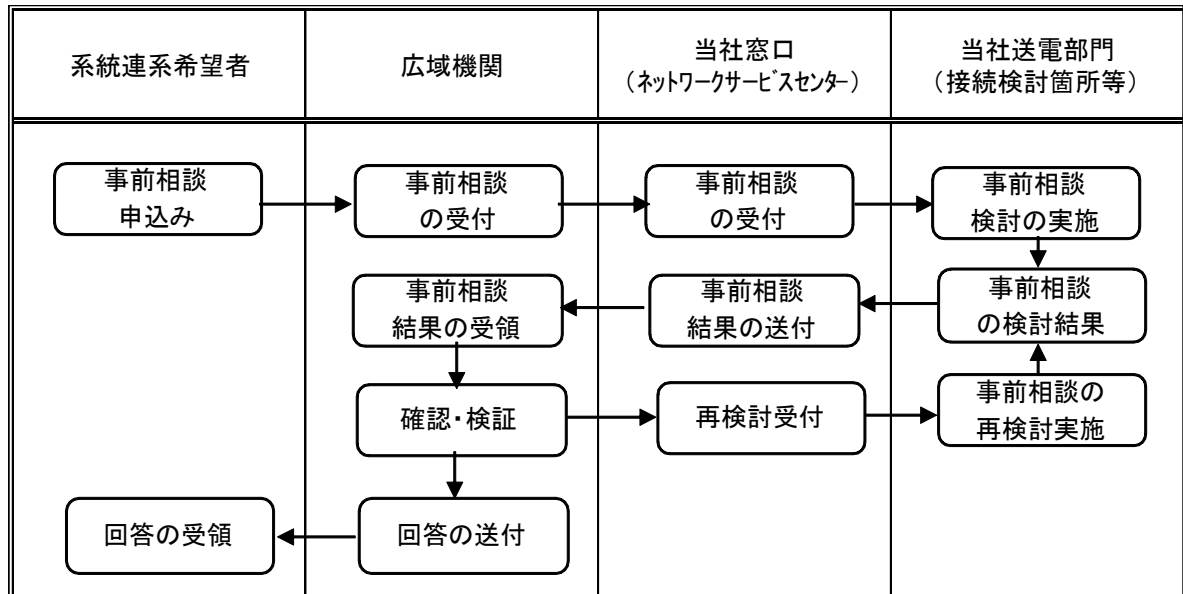 系統連系希望者
広域機関
当社窓口
（ネットワークサービスセンター）
当社送電部門
（接続検討箇所等）
事前相談
申込み
事前相談
の受付
事前相談
の受付
事前相談
検討の実施
事前相談
結果の受領
事前相談
結果の送付
事前相談
の検討結果
確認・検証
再検討受付
事前相談の
再検討実施
回答の受領
回答の送付